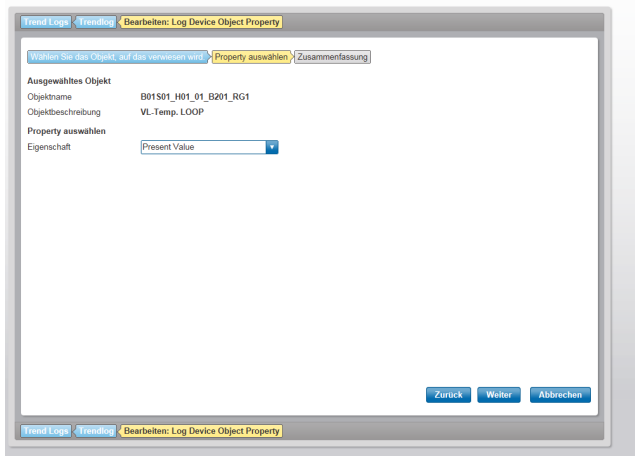 Trend Logs Trendlog Bearbeiten: Log Device Object Property
Wählen Sie das Objekt, auf das verwiesen wird. Property auswählen Zusammenfassung
Ausgewähltes Objekt
Objektname B01S01_H01_01_B201_RG1
Objektbeschreibung VL-Temp. LOOP
Property auswählen
Eigenschaft Present Value
Zurück Weiter Abbrechen
Trend Logs Trendlog Bearbeiten: Log Device Object Property